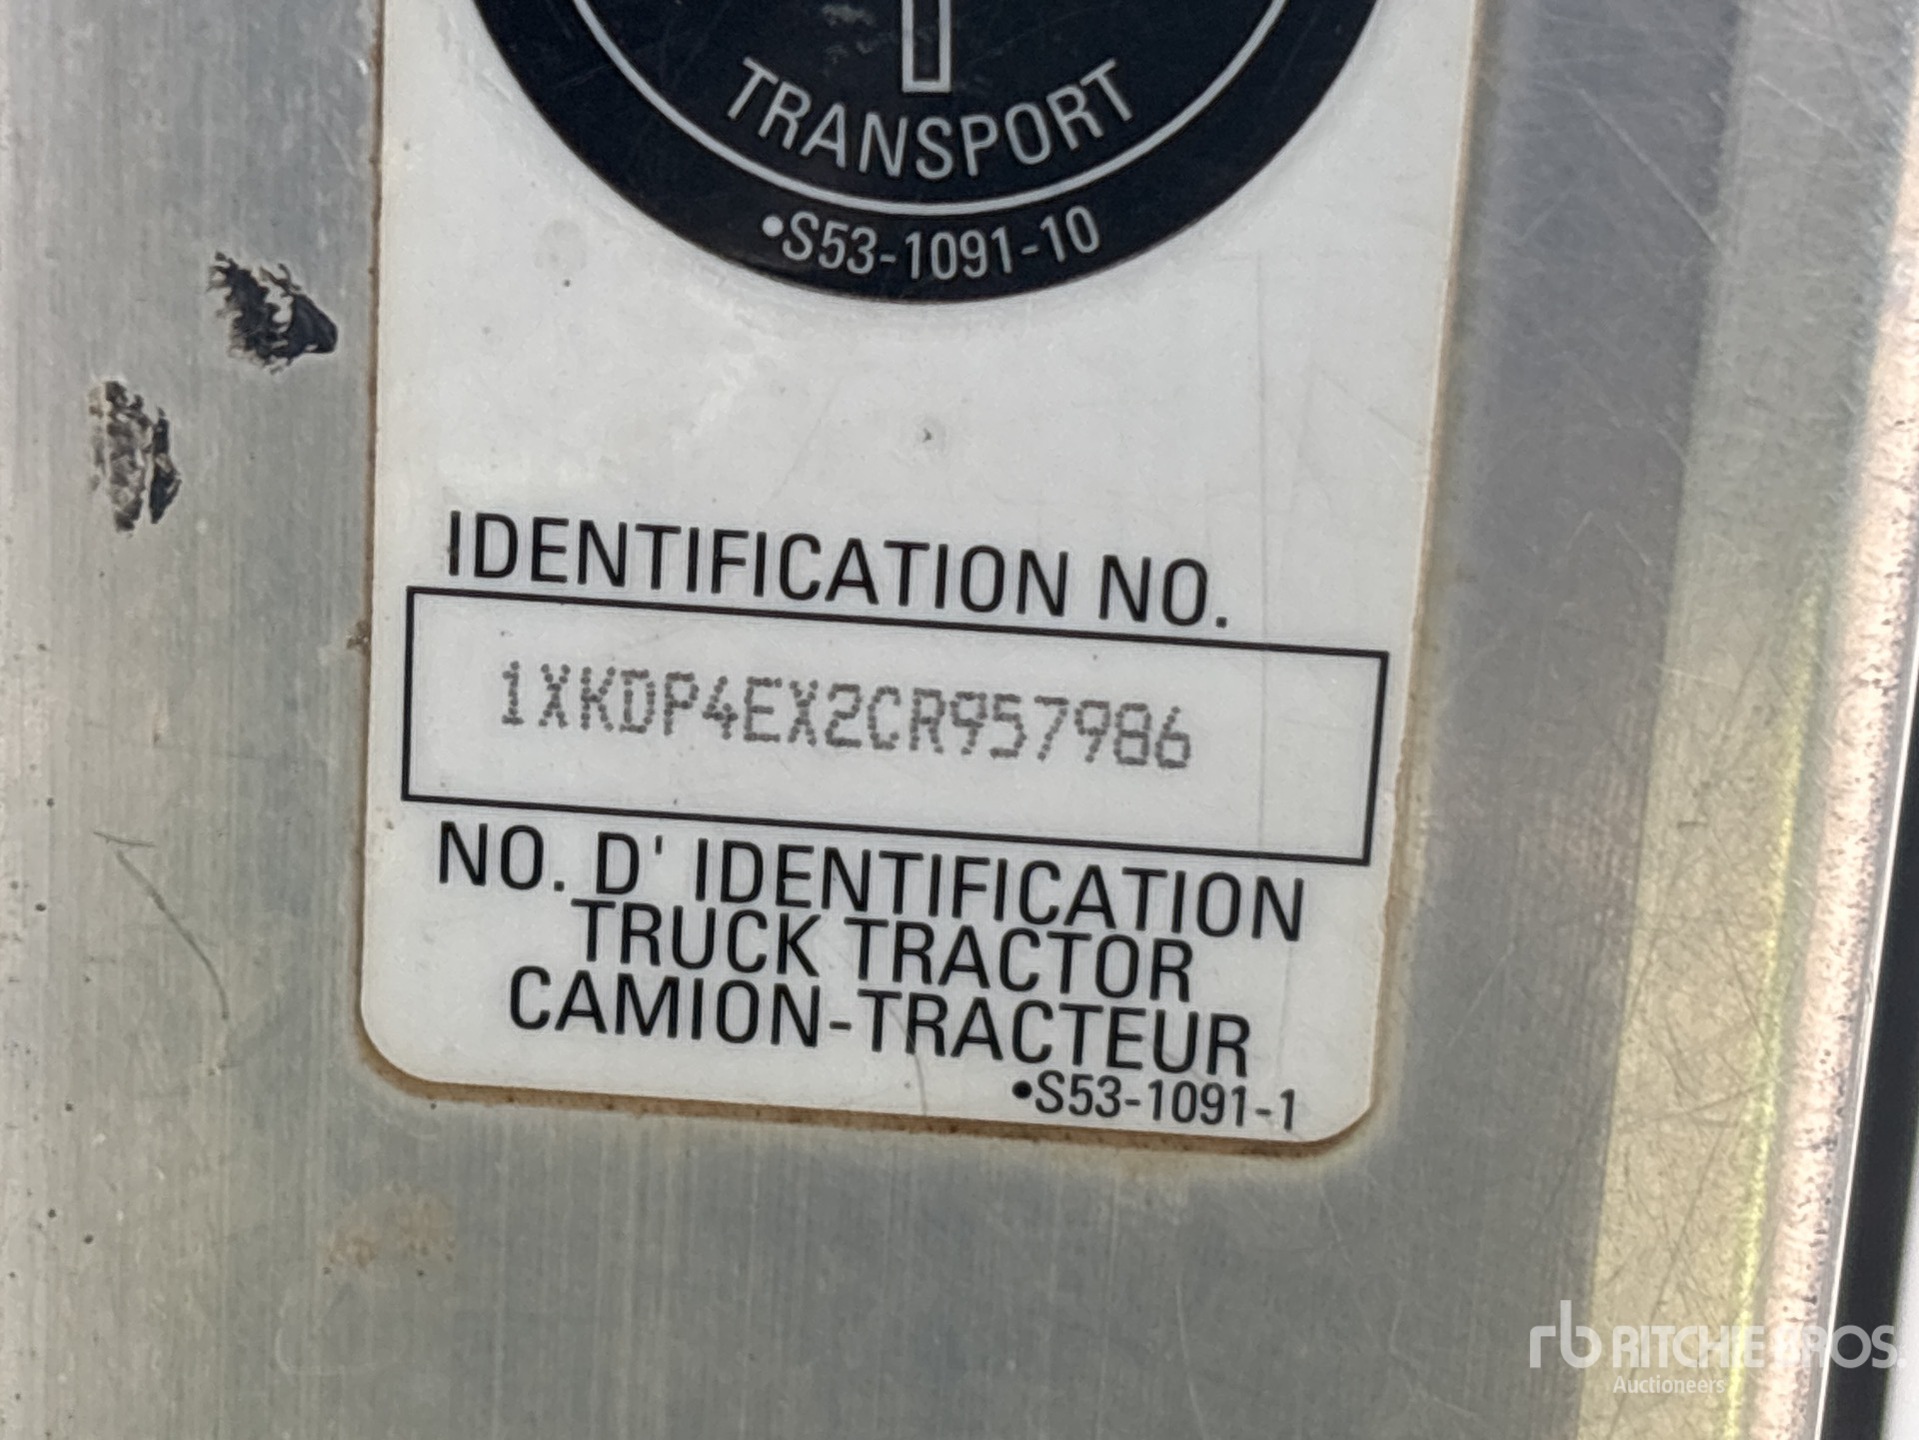 TRANSPORT
•S53-1091-10
IDENTIFICATION NO.
1XKDP4EX2CR957986
NO. D' IDENTIFICATION
TRUCK TRACTOR
CAMION-TRACTEUR
•S53-1091-1
rb RITCHIE BROS.
Auctioneers